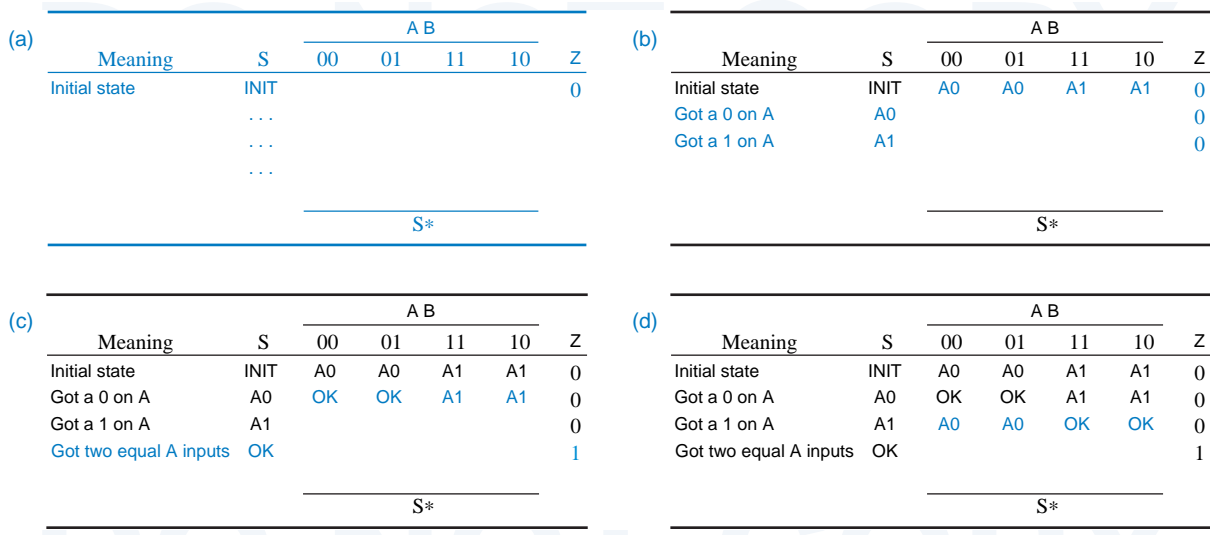 (a)
A B
Meaning S 00 01 11 10 Z
Initial state INIT 0
. . .
. . .
. . .
S*
(b)
A B
Meaning S 00 01 11 10 Z
Initial state INIT A0 A0 A1 A1 0
Got a 0 on A A0 0
Got a 1 on A A1 0
S*
(c)
A B
Meaning S 00 01 11 10 Z
Initial state INIT A0 A0 A1 A1 0
Got a 0 on A A0 OK OK A1 A1 0
Got a 1 on A A1 0
Got two equal A inputs OK 1
S*
(d)
A B
Meaning S 00 01 11 10 Z
Initial state INIT A0 A0 A1 A1 0
Got a 0 on A A0 OK OK A1 A1 0
Got a 1 on A A1 A0 A0 OK OK 0
Got two equal A inputs OK 1
S*